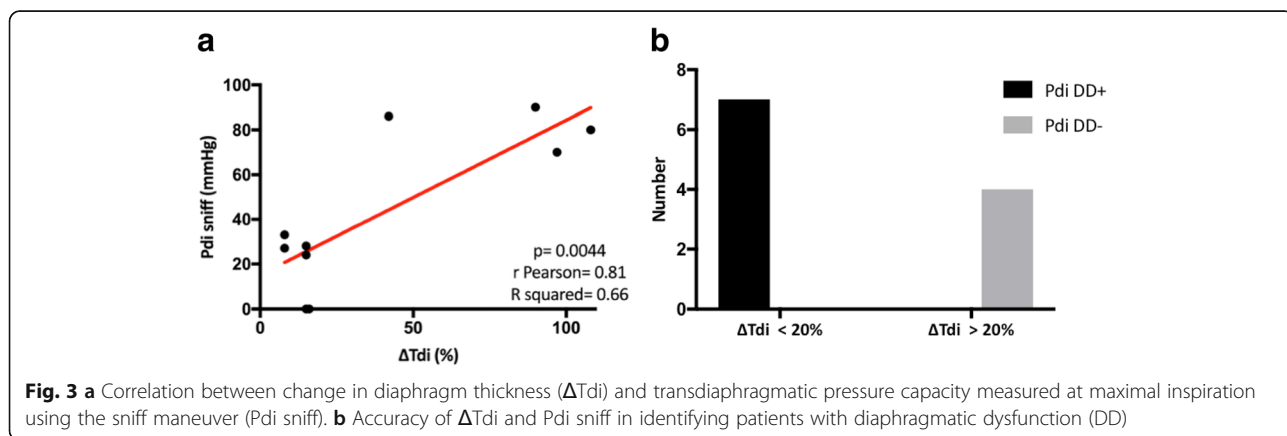 a
100
80
60
40
20
0
Pdi sniff (mmHg)
0 50 100
ΔTdi (%)
p= 0.0044
r Pearson= 0.81
R squared= 0.66
b
8
6
4
2
0
Number
ΔTdi < 20% ΔTdi > 20%
Pdi DD+
Pdi DD-
Fig. 3 a Correlation between change in diaphragm thickness (ΔTdi) and transdiaphragmatic pressure capacity measured at maximal inspiration
using the sniff maneuver (Pdi sniff). b Accuracy of ΔTdi and Pdi sniff in identifying patients with diaphragmatic dysfunction (DD)